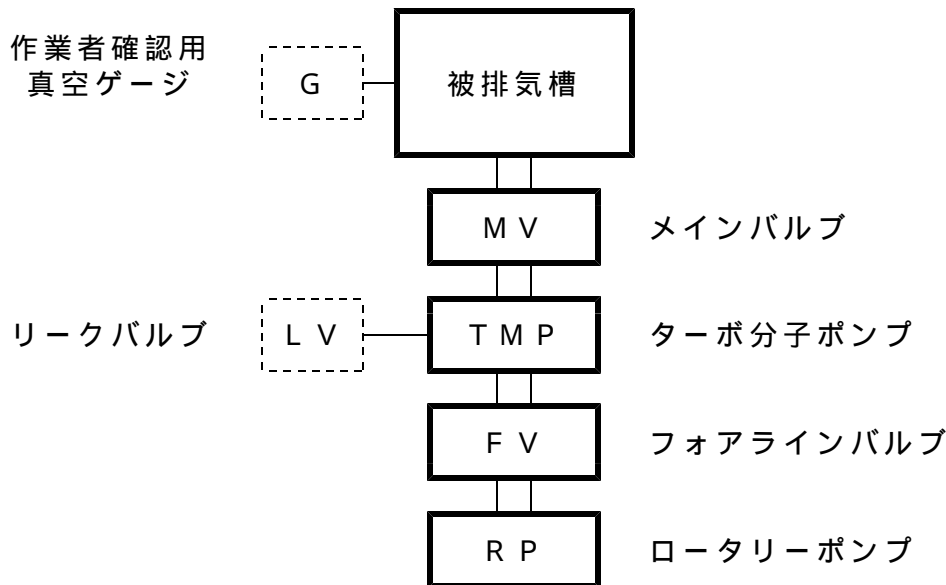 作業者確認用
真空ゲージ
G
被排気槽
MV
メインバルブ
リークバルブ
LV
TMP
ターボ分子ポンプ
FV
フォアラインバルブ
RP
ロータリーポンプ